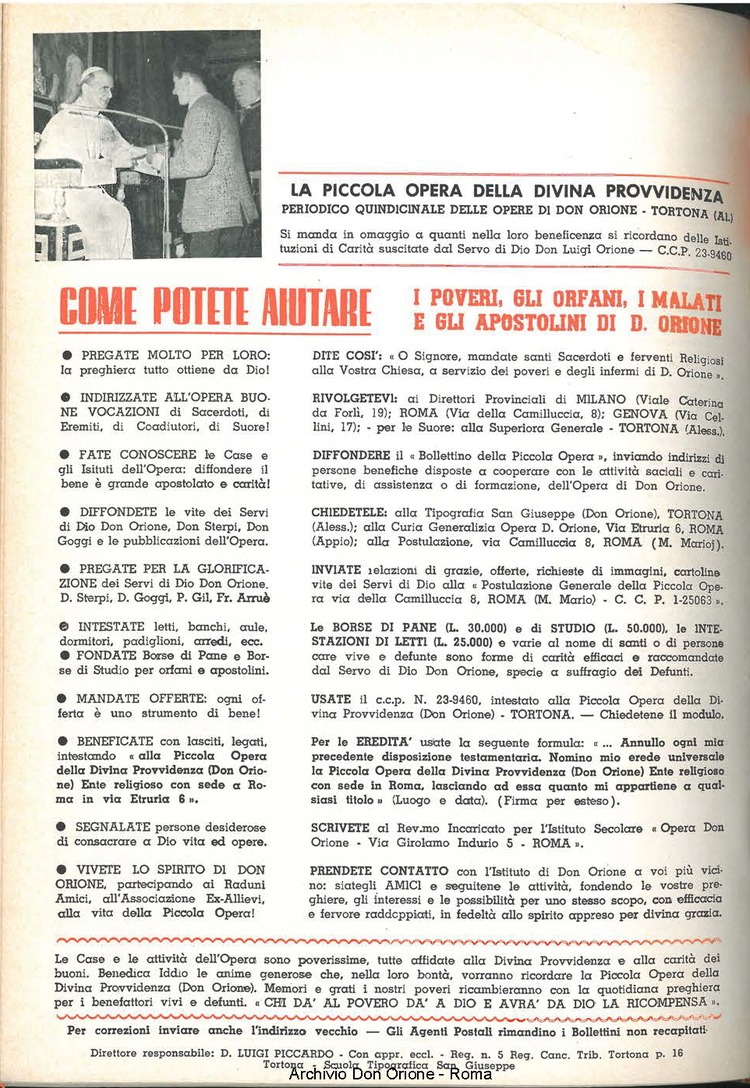 LA PICCOLA OPERA DELLA DIVINA PROVVIDENZA
PERIODICO QUINDICINALE DELLE OPERE DI DON ORIONE - TORTONA (Al.)
Si manda in omaggio a quanti nella loro beneficenza si ricordano delle Isti-
tuzioni di Carità suscitate dal Servo di Dio Don Luigi Orione — C.C.P. 23-9460
COME POTETE AIUTARE
I POVERI, GLI ORFANI, I MALATI
E GLI APOSTOLINI DI D. ORIONE
● PREGATE MOLTO PER LORO:
la preghiera tutto ottiene da Dio!
DITE COSI': « O Signore, mandate santi Sacerdoti e ferventi Religiosi
alla Vostra Chiesa, a servizio dei poveri e degli infermi di D. Orione ».
● INDIRIZZATE ALL'OPERA BUO-
NE VOCAZIONI di Sacerdoti, di
Eremiti, di Coadiutori, di Suore!
RIVOLGETEVI: ai Direttori Provinciali di MILANO (Viale Caterina
da Forlì, 19); ROMA (Via della Camilluccia, 8); GENOVA (Via Cel-
lini, 17); - per le Suore: alla Superiora Generale - TORTONA (Aless.).
● FATE CONOSCERE le Case e
gli Isituti dell'Opera: diffondere il
bene è grande apostolato e carità!
DIFFONDERE il « Bollettino della Piccola Opera », inviando indirizzi di
persone benefiche disposte a cooperare con le attività saciali e cari-
tative, di assistenza o di formazione, dell'Opera di Don Orione.
● DIFFONDETE le vite dei Servi
di Dio Don Orione, Don Sterpi, Don
Goggi e le pubblicazioni dell'Opera.
CHIEDETELE: alla Tipografia San Giuseppe (Don Orione), TORTONA
(Aless.); alla Curia Generalizia Opera D. Orione, Via Etruria 6, ROMA
(Appio); alla Postulazione, via Camilluccia 8, ROMA (M. Marioj).
● PREGATE PER LA GLORIFICA-
ZIONE dei Servi di Dio Don Orione,
D. Sterpi, D. Goggi, P. Gil, Fr. Arruè
INVIATE relazioni di grazie, offerte, richieste di immagini, cartoline
vite dei Servi di Dio alla « Postulazione Generale della Piccola Ope-
ra via della Camilluccia 8, ROMA (M. Mario) - C. C. P. 1-25063 ».
● INTESTATE letti, banchi, aule,
dormitori, padiglioni, arredi, ecc.
● FONDATE Borse di Pane e Bor-
se di Studio per orfani e apostolini.
Le BORSE DI PANE (L. 30.000) e di STUDIO (L. 50.000), le INTE-
STAZIONI DI LETTI (L. 25.000) e varie al nome di santi o di persone
care vive e defunte sono forme di carità efficaci e raccomandate
dal Servo di Dio Don Orione, specie a suffragio dei Defunti.
● MANDATE OFFERTE: ogni of-
ferta è uno strumento di bene!
USATE il c.c.p. N. 23-9460, intestato alla Piccola Opera della Di-
vina Provvidenza (Don Orione) - TORTONA. — Chiedetene il modulo.
● BENEFICATE con lasciti, legati,
intestando « alla Piccola Opera
della Divina Provvidenza (Don Orio-
ne) Ente religioso con sede a Ro-
ma in via Etruria 6 ».
Per le EREDITA' usate la seguente formula: « ... Annullo ogni mia
precedente disposizione testamentaria. Nomino mio erede universale
la Piccola Opera della Divina Provvidenza (Don Orione) Ente religioso
con sede in Roma, lasciando ad essa quanto mi appartiene a qual-
siasi titolo » (Luogo e data). (Firma per esteso).
● SEGNALATE persone desiderose
di consacrare a Dio vita ed opere.
SCRIVETE al Rev.mo Incaricato per l'Istituto Secolare « Opera Don
Orione - Via Girolamo Indurio 5 - ROMA ».
● VIVETE LO SPIRITO DI DON
ORIONE, partecipando ai Raduni
Amici, all'Associazione Ex-Allievi,
alla vita della Piccola Opera!
PRENDETE CONTATTO con l'Istituto di Don Orione a voi più vici-
no: siategli AMICI e seguitene le attività, fondendo le vostre pre-
ghiere, gli interessi e le possibilità per uno stesso scopo, con efficacia
e fervore raddoppiati, in fedeltà allo spirito appreso per divina grazia.
Le Case e le attività dell'Opera sono poverissime, tutte affidate alla Divina Provvidenza e alla carità dei
buoni. Benedica Iddio le anime generose che, nella loro bontà, vorranno ricordare la Piccola Opera della
Divina Provvidenza (Don Orione). Memori e grati i nostri poveri ricambieranno con la quotidiana preghiera
per i benefattori vivi e defunti. « CHI DA' AL POVERO DA' A DIO E AVRA' DA DIO LA RICOMPENSA ».
Per correzioni inviare anche l'indirizzo vecchio — Gli Agenti Postali rimandino i Bollettini non recapitati.
Direttore responsabile: D. LUIGI PICCARDO - Con appr. eccl. - Reg. n. 5 Reg. Canc. Trib. Tortona p. 16
Tortona - Scuola Tipografica San Giuseppe
Archivio Don Orione - Roma